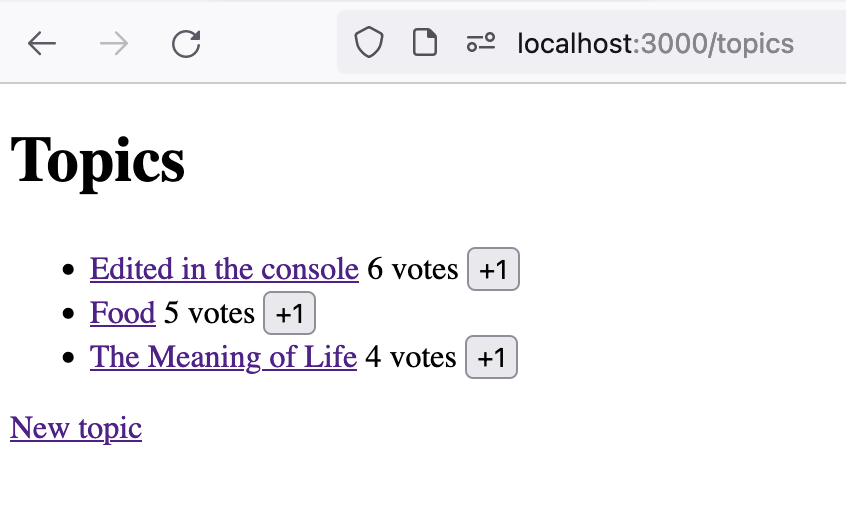 localhost:3000/topics
Topics
Edited in the console 6 votes +1
Food 5 votes +1
The Meaning of Life 4 votes +1
New topic